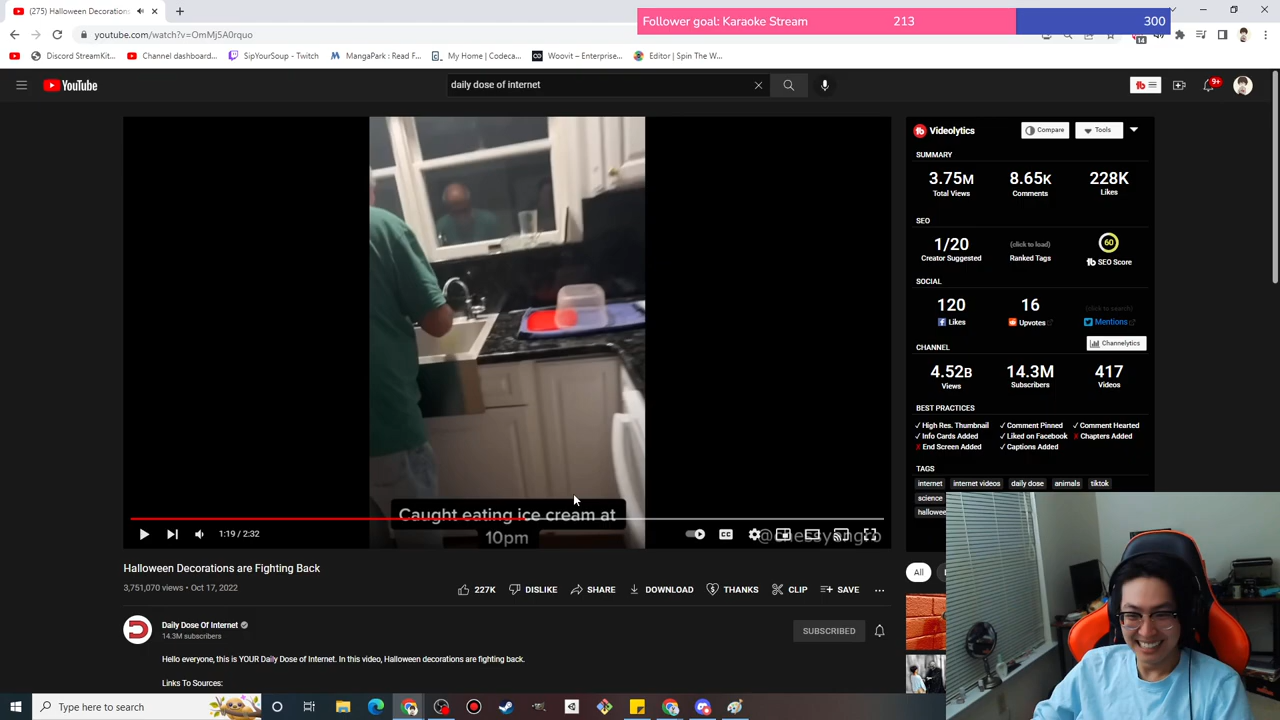 (275) Halloween Decorations
Follower goal: Karaoke Stream 213 300
youtube.com/watch?v=OmMj5A0rquo
14
Discord StreamKit...
Channel dashboard...
SipYourSoup - Twitch
MangaPark : Read F...
My Home | Codeca...
Woovit – Enterprise...
Editor | Spin The W...
YouTube
daily dose of internet
9+
Videolytics
Compare
Tools
SUMMARY
3.75M 8.65K 228K
Total Views Comments Likes
SEO
1/20 (click to load) 60
Creator Suggested Ranked Tags SEO Score
SOCIAL
120 16 (click to search)
Likes Upvotes Mentions
CHANNEL Channelytics
4.52B 14.3M 417
Views Subscribers Videos
BEST PRACTICES
✓ High Res. Thumbnail ✓ Comment Pinned ✓ Comment Hearted
✓ Info Cards Added ✓ Liked on Facebook ✗ Chapters Added
✗ End Screen Added ✓ Captions Added
TAGS
internet internet videos daily dose animals tiktok
science
Caught eating ice cream at
10pm
1:19 / 2:32
CC
Halloween Decorations are Fighting Back
3,751,070 views • Oct 17, 2022
227K DISLIKE SHARE DOWNLOAD THANKS CLIP SAVE
All
Daily Dose Of Internet
14.3M subscribers
SUBSCRIBED
Hello everyone, this is YOUR Daily Dose of Internet. In this video, Halloween decorations are fighting back.
Links To Sources:
Type here to search